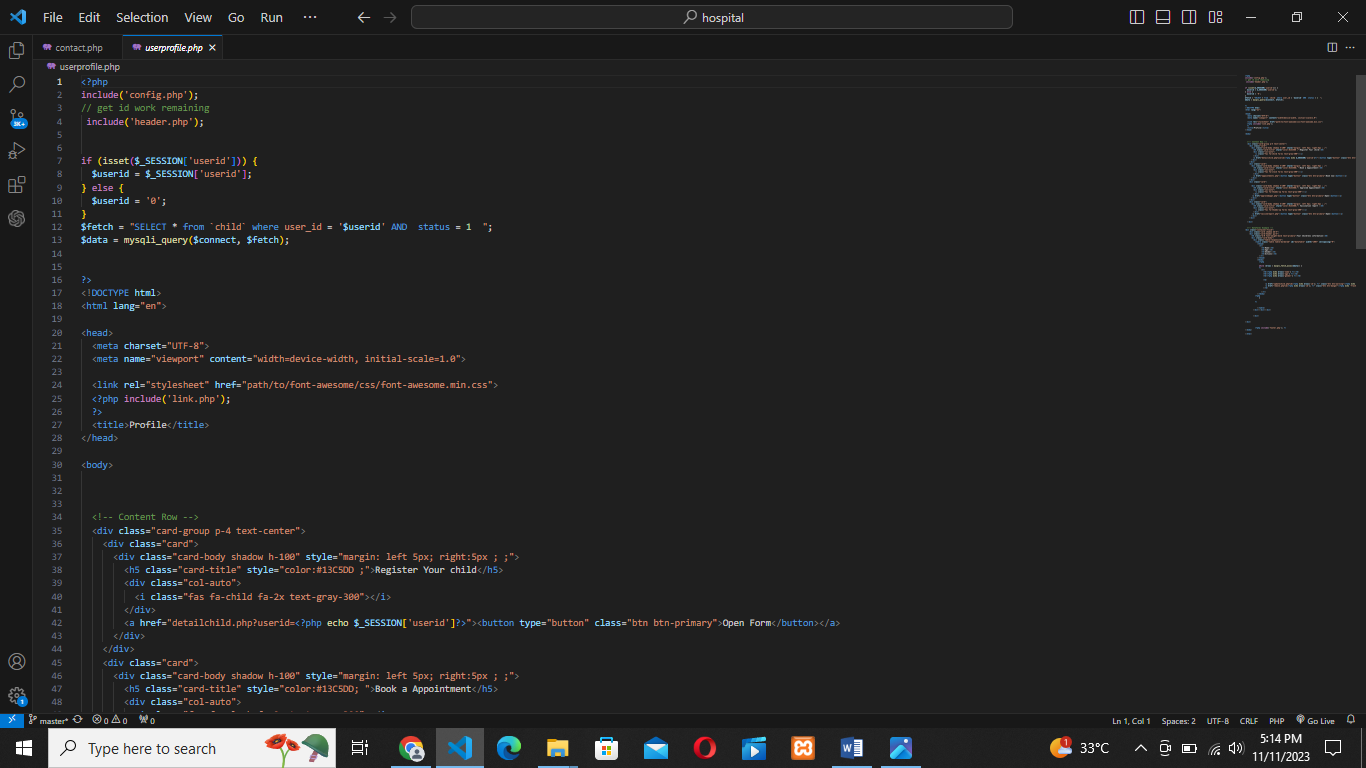 File Edit Selection View Go Run ··· hospital
contact.php userprofile.php
userprofile.php
1 <?php
2 include('config.php');
3 // get id work remaining
4 include('header.php');
5
6
7 if (isset($_SESSION['userid'])) {
8 $userid = $_SESSION['userid'];
9 } else {
10 $userid = '0';
11 }
12 $fetch = "SELECT * from `child` where user_id = '$userid' AND status = 1 ";
13 $data = mysqli_query($connect, $fetch);
14
15
16 ?>
17 <!DOCTYPE html>
18 <html lang="en">
19
20 <head>
21 <meta charset="UTF-8">
22 <meta name="viewport" content="width=device-width, initial-scale=1.0">
23
24 <link rel="stylesheet" href="path/to/font-awesome/css/font-awesome.min.css">
25 <?php include('link.php');
26 ?>
27 <title>Profile</title>
28 </head>
29
30 <body>
31
32
33
34 <!-- Content Row -->
35 <div class="card-group p-4 text-center">
36 <div class="card">
37 <div class="card-body shadow h-100" style="margin: left 5px; right:5px ; ;">
38 <h5 class="card-title" style="color:#13C5DD ;">Register Your child</h5>
39 <div class="col-auto">
40 <i class="fas fa-child fa-2x text-gray-300"></i>
41 </div>
42 <a href="detailchild.php?userid=<?php echo $_SESSION['userid']?>"><button type="button" class="btn btn-primary">Open Form</button></a>
43 </div>
44 </div>
45 <div class="card">
46 <div class="card-body shadow h-100" style="margin: left 5px; right:5px ; ;">
47 <h5 class="card-title" style="color:#13C5DD; ">Book a Appointment</h5>
48 <div class="col-auto">
3K+
1
master* 0 0 0 Ln 1, Col 1 Spaces: 2 UTF-8 CRLF PHP Go Live
Type here to search 1 33°C 5:14 PM
11/11/2023